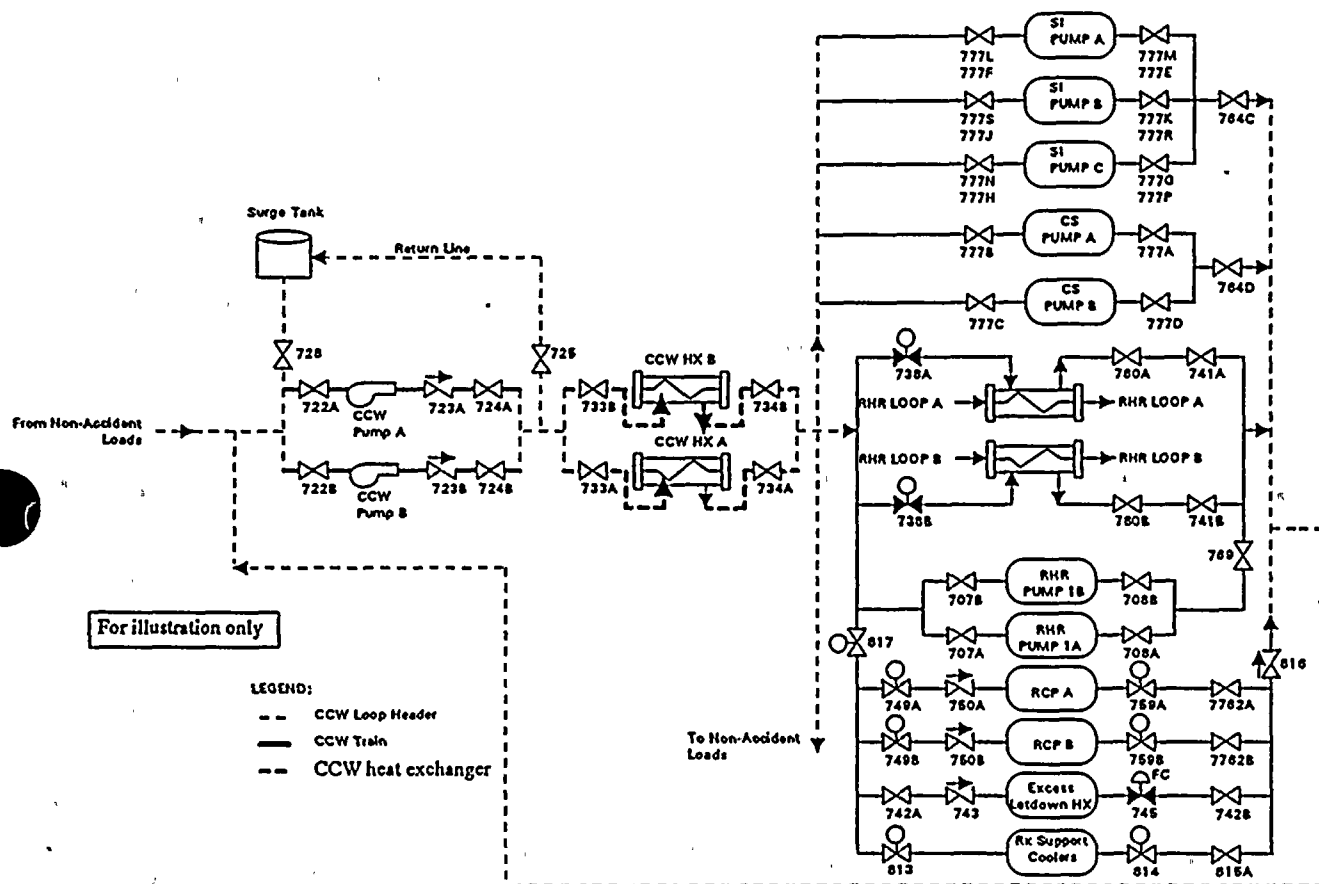 SI
PUMP A
777L
777F
777M
777E
SI
PUMP B
777S
777J
777K
777R
764C
SI
PUMP C
777N
777H
777G
777P
CS
PUMP A
777B
777A
CS
PUMP B
777C
777D
764D
Surge Tank
Return Line
728
725
CCW HX B
733B
734B
CCW HX A
733A
734A
722A
CCW
Pump A
723A
724A
722B
CCW
Pump B
723B
724B
From Non-Accident
Loads
738A
780A
741A
RHR LOOP A
RHR LOOP A
RHR LOOP B
RHR LOOP B
738B
780B
741B
789
RHR
PUMP 1B
707B
708B
RHR
PUMP 1A
707A
708A
817
816
RCP A
749A
750A
759A
7762A
RCP B
749B
750B
759B
7762B
To Non-Accident
Loads
Excess
Letdown HX
FC
742A
743
745
742B
Rx Support
Coolers
813
814
815A
For illustration only
LEGEND:
CCW Loop Header
CCW Train
CCW heat exchanger